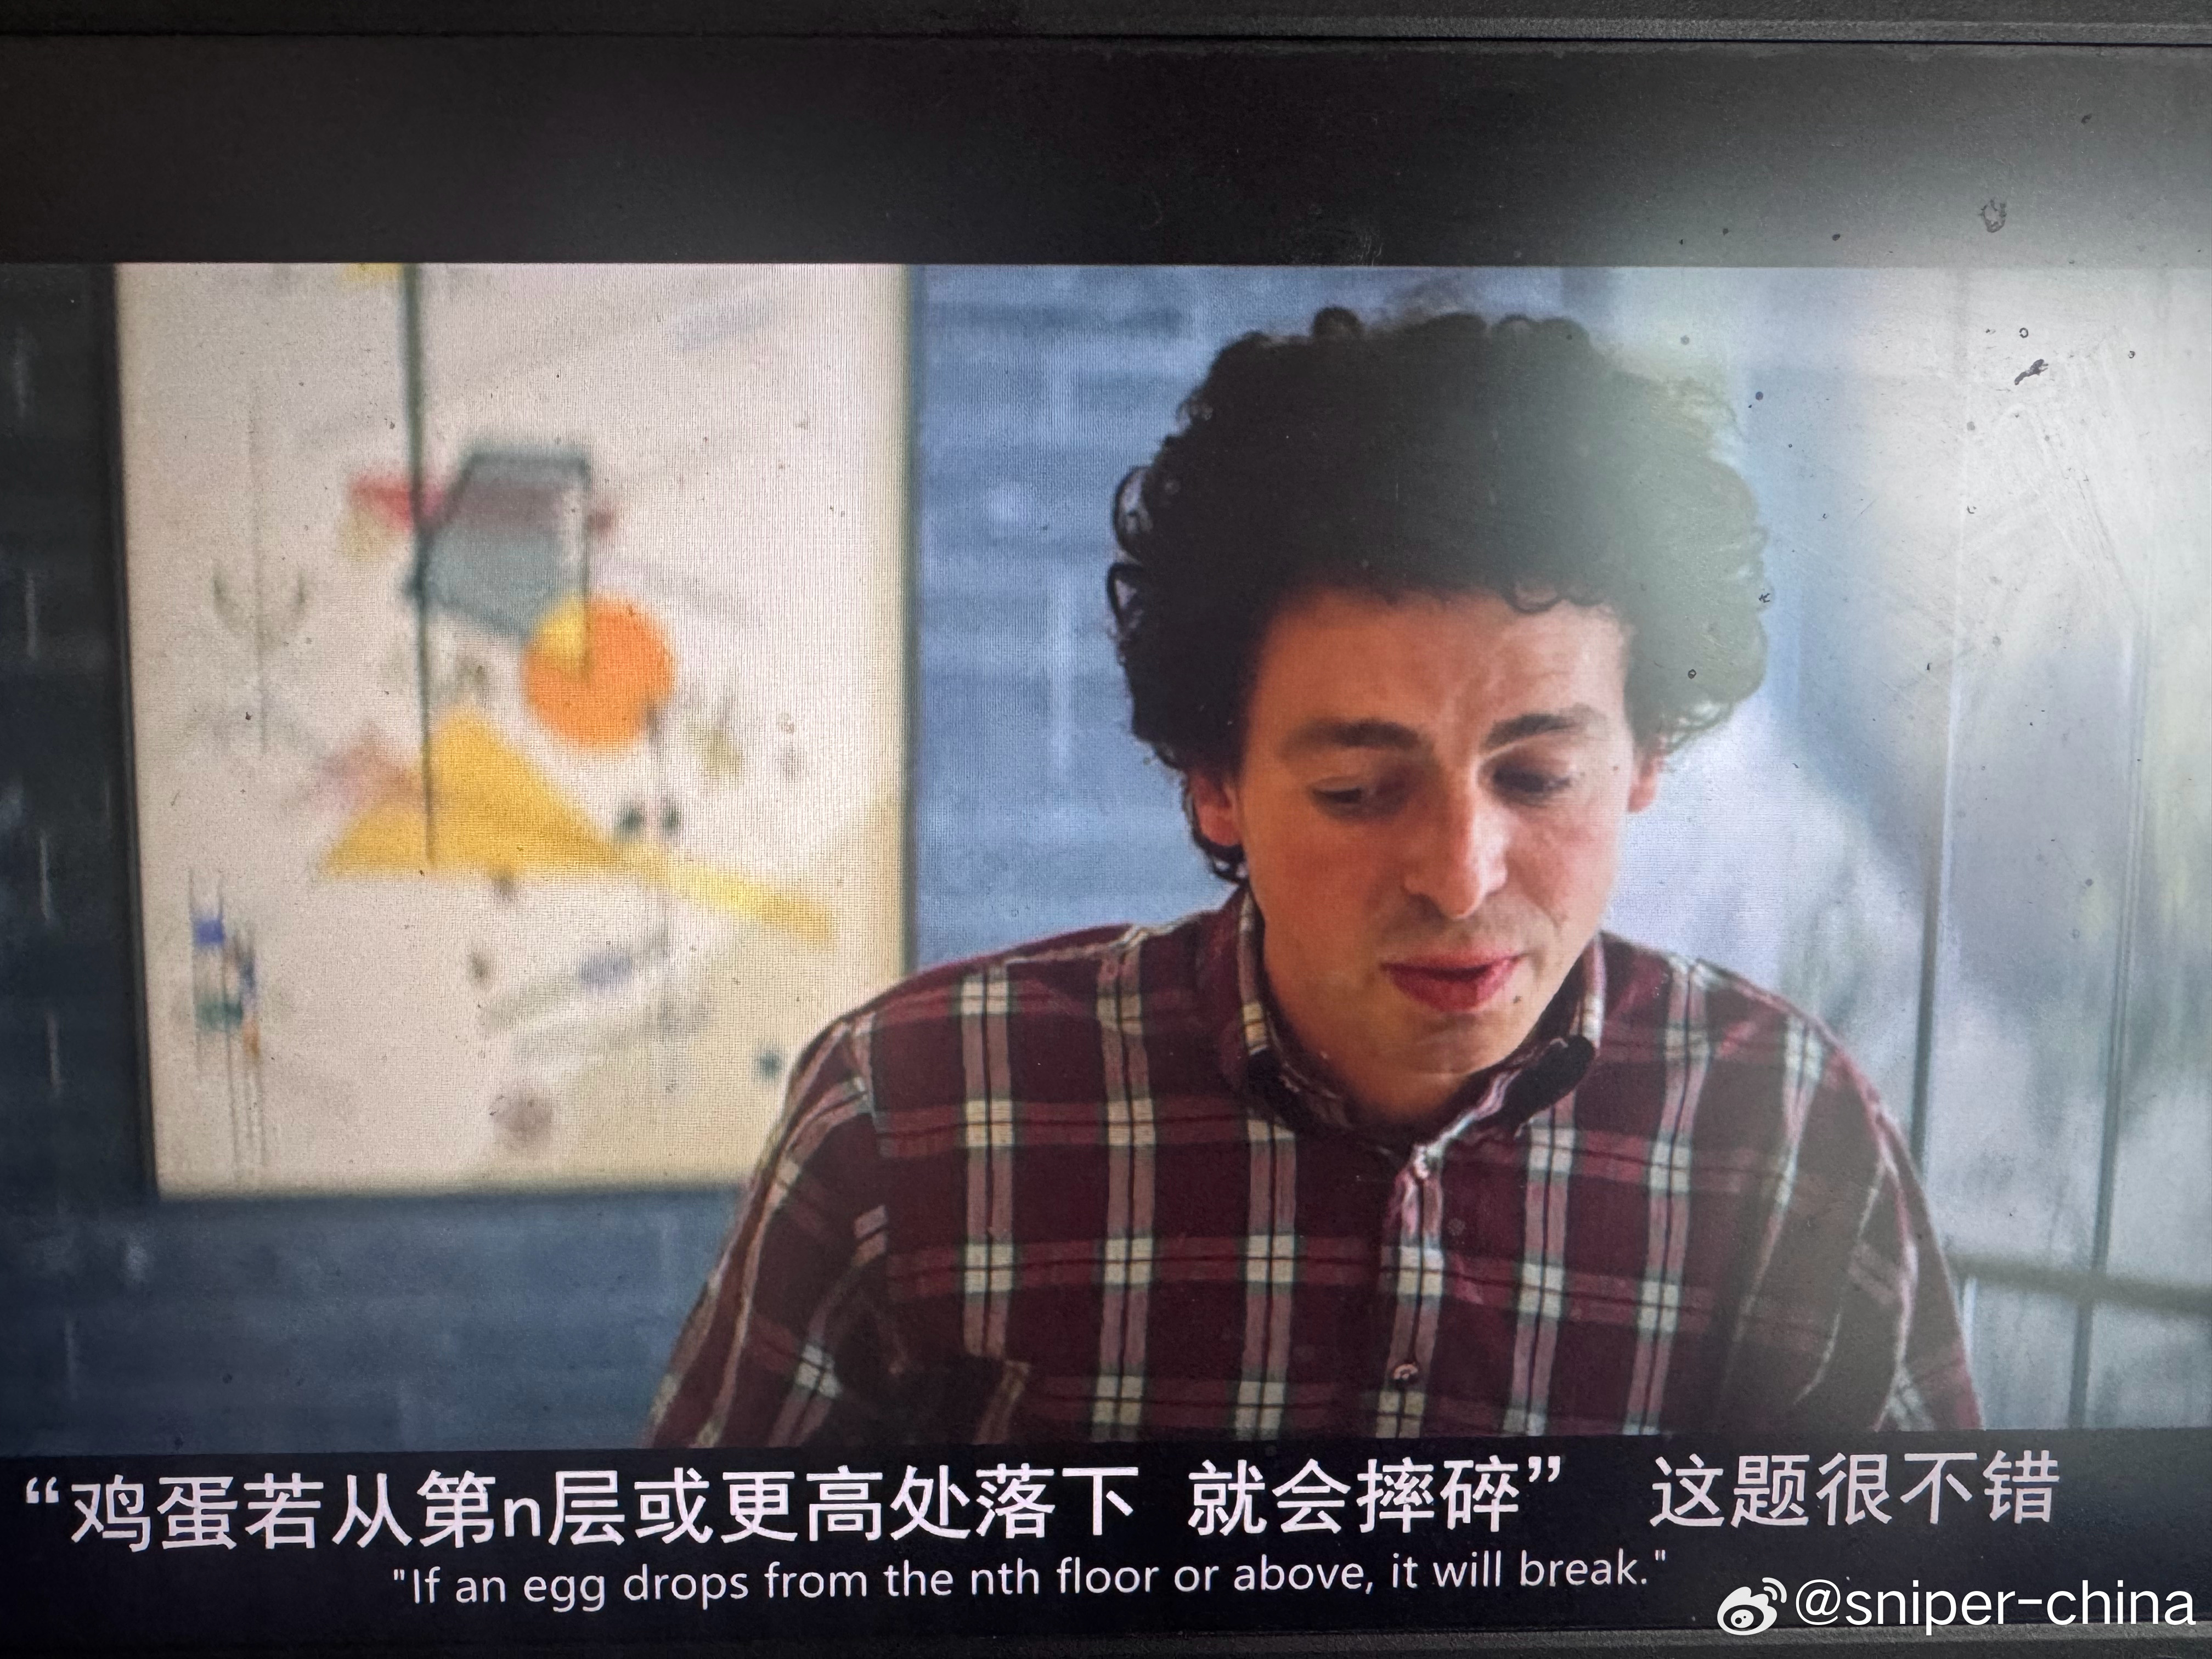 “鸡蛋若从第n层或更高处落下 就会摔碎” 这题很不错
"If an egg drops from the nth floor or above, it will break."
@sniper-china